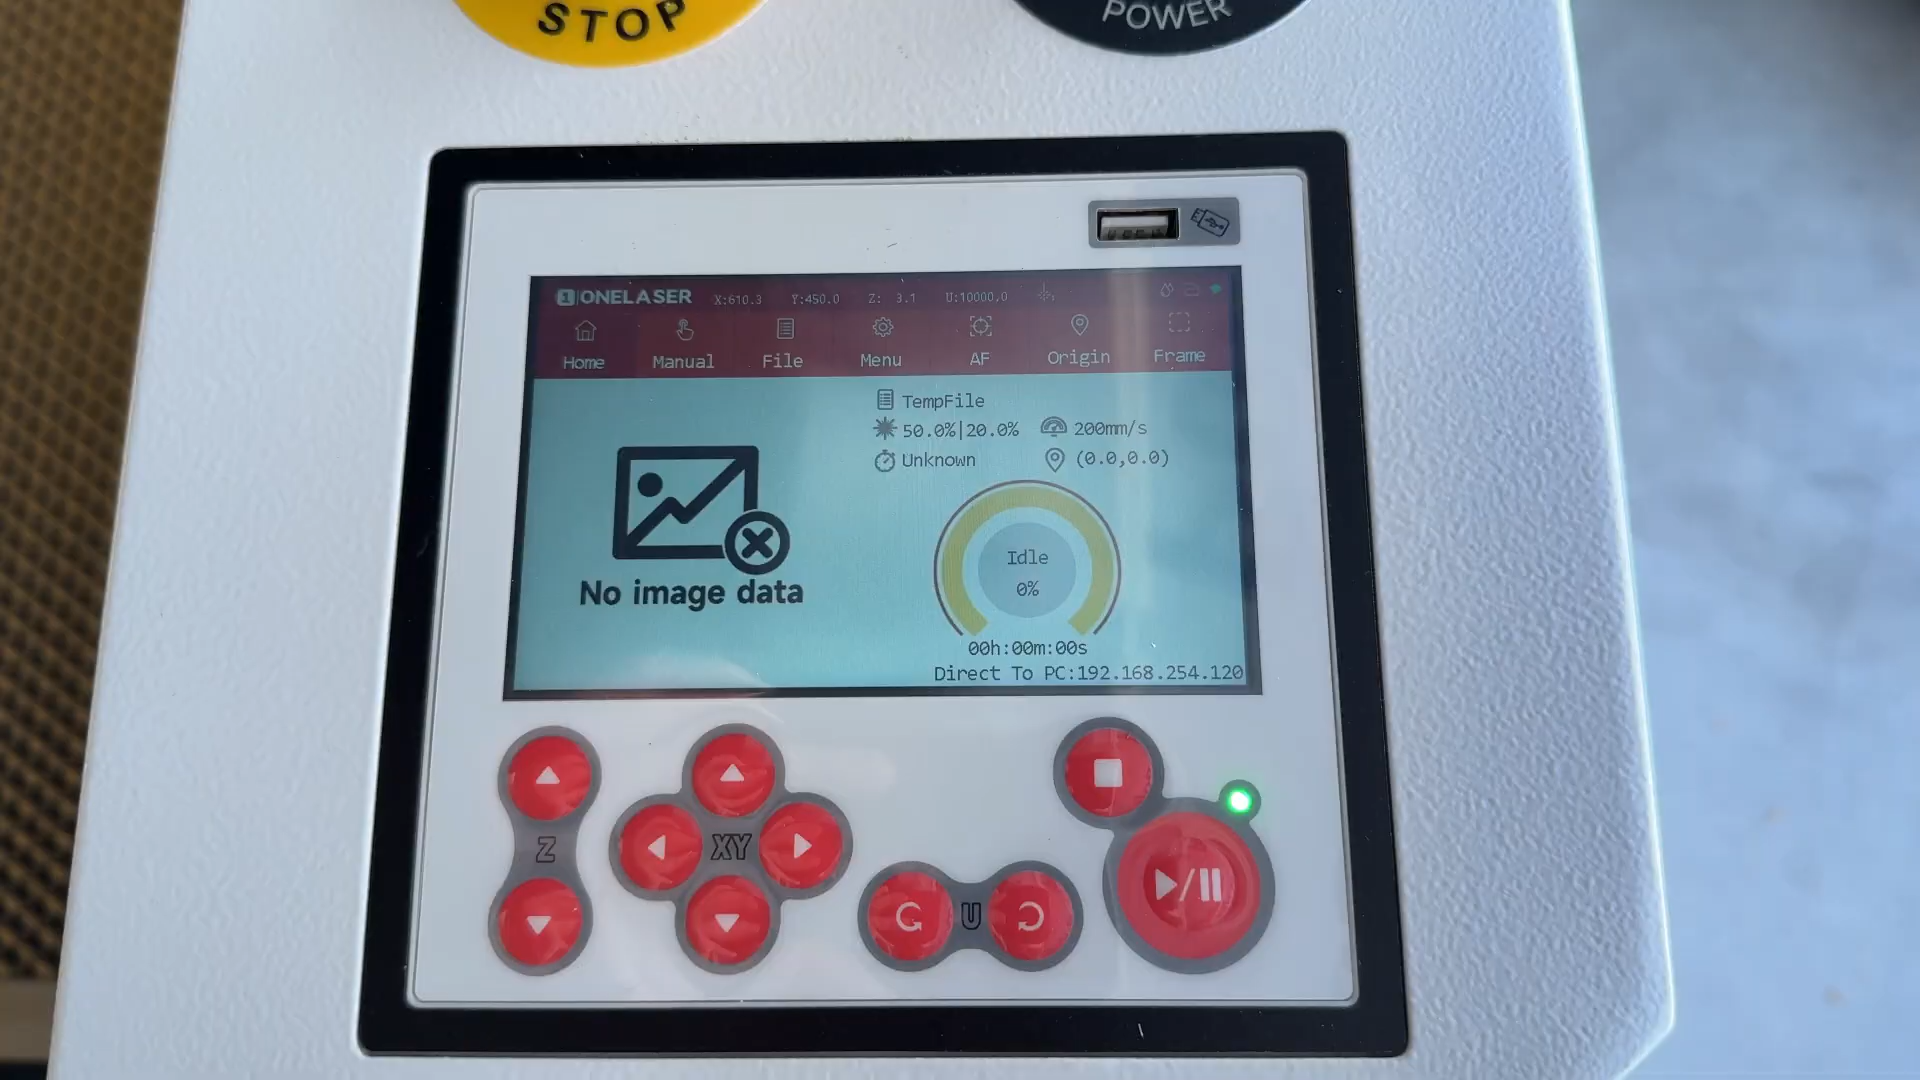 STOP
POWER
1 ONELASER X:610.3 Y:450.0 Z: 3.1 U:10000.0
Home Manual File Menu AF Origin Frame
TempFile
50.0%|20.0% 200mm/s
Unknown (0.0,0.0)
No image data
Idle
0%
00h:00m:00s
Direct To PC:192.168.254.120
Z
XY
U